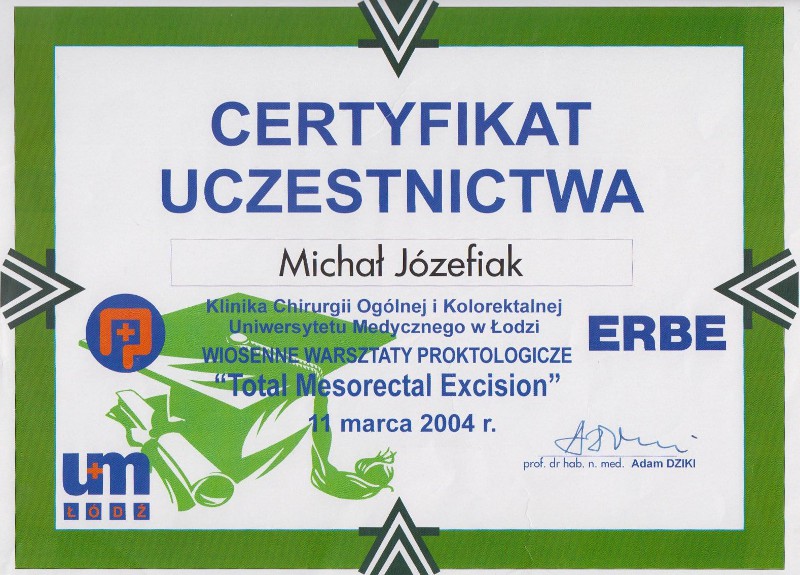 CERTYFIKAT
UCZESTNICTWA
Michał Józefiak
Klinika Chirurgii Ogólnej i Kolorektalnej
Uniwersytetu Medycznego w Łodzi
ERBE
WIOSENNE WARSZTATY PROKTOLOGICZE
“Total Mesorectal Excision”
11 marca 2004 r.
prof. dr hab. n. med. Adam DZIKI
u+m
ŁÓDŹ